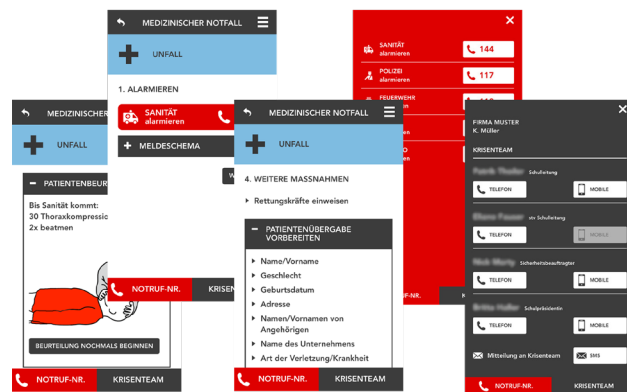 MEDIZINISCHER NOTFALL
UNFALL
1. ALARMIEREN
SANITÄT
alarmieren
MELDESCHEMA
NOTRUF-NR.
KRISEN
SANITÄT
alarmieren
144
POLIZEI
alarmieren
117
FEUERWEHR
MEDIZINISCHER
UNFALL
PATIENTENBEUR
Bis Sanität kommt:
30 Thoraxkompressio
2x beatmen
BEURTEILUNG NOCHMALS BEGINNEN
NOTRUF-NR.
KRISENTEAM
MEDIZINISCHER NOTFALL
UNFALL
4. WEITERE MASSNAHMEN
Rettungskräfte einweisen
PATIENTENÜBERGABE
VORBEREITEN
Name/Vorname
Geschlecht
Geburtsdatum
Adresse
Namen/Vornamen von
Angehörigen
Name des Unternehmens
Art der Verletzung/Krankheit
NOTRUF-NR.
KRISENTEAM
FIRMA MUSTER
K. Müller
KRISENTEAM
Schulleitung
TELEFON
MOBILE
stv Schulleitung
TELEFON
MOBILE
Sicherheitsbeauftragter
TELEFON
MOBILE
Schulpräsidentin
TELEFON
MOBILE
Mitteilung an Krisenteam
SMS
NOTRUF-NR.
KRISENTEAM